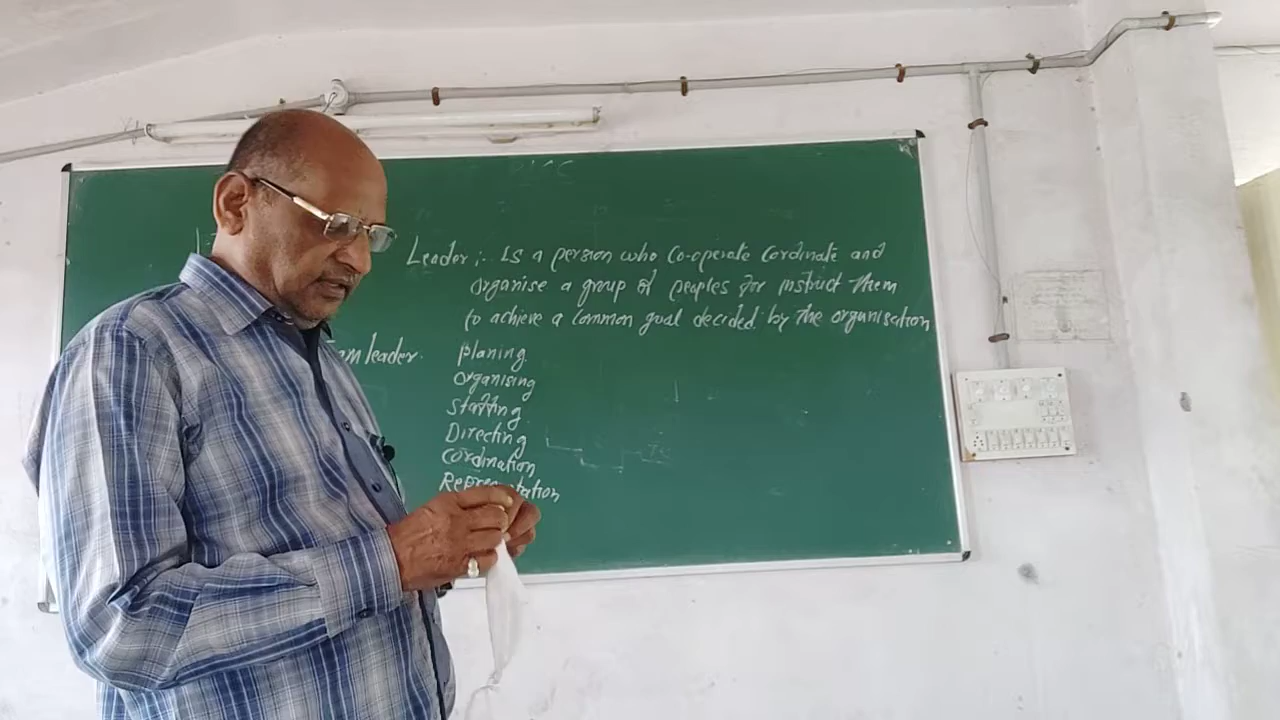 Leader :- Is a person who co-operate cordinate and
organise a group of peoples for instruct them
to achieve a common goal decided by the organisation
leader. planing
organising
staffing
Directing
cordination